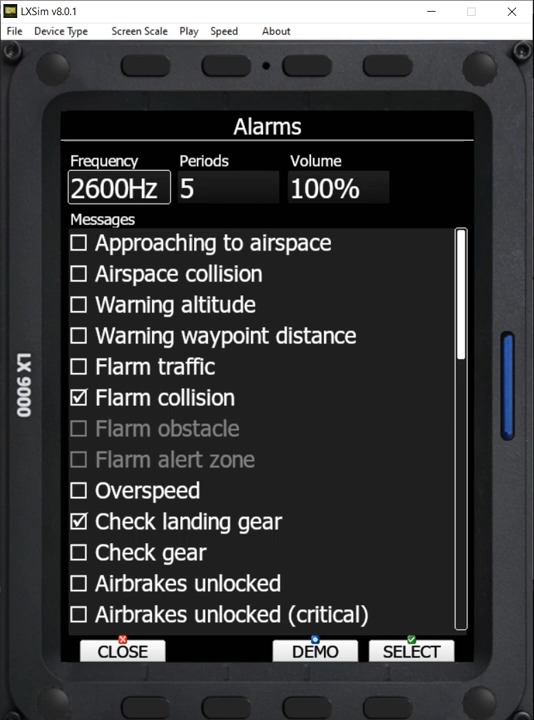 LXSim v8.0.1
File Device Type Screen Scale Play Speed About
Alarms
Frequency Periods Volume
2600Hz 5 100%
Messages
Approaching to airspace
Airspace collision
Warning altitude
Warning waypoint distance
Flarm traffic
Flarm collision
Flarm obstacle
Flarm alert zone
Overspeed
Check landing gear
Check gear
Airbrakes unlocked
Airbrakes unlocked (critical)
CLOSE DEMO SELECT
LX 9000